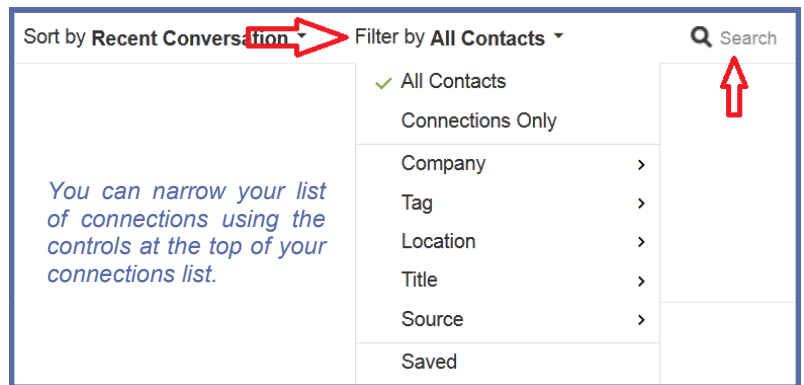 Sort by Recent Conversation Filter by All Contacts Search
All Contacts
Connections Only
Company
Tag
Location
Title
Source
Saved
You can narrow your list
of connections using the
controls at the top of your
connections list.